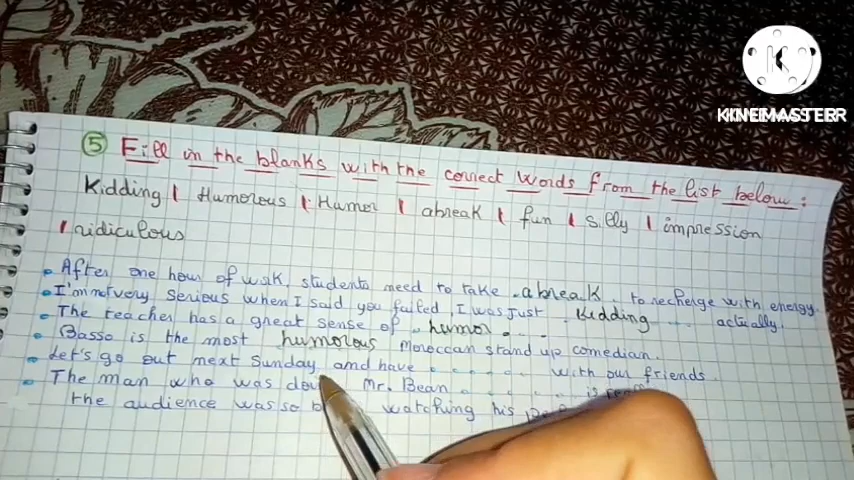 KINEMASTER
5 Fill in the blanks with the correct words from the list below :
Kidding | Humorous | Humor | abreak | fun | silly | impression
| ridiculous
• After one hour of work, students need to take . abreak . to recherge with energy.
• I'm not very serious when I said you failed, I was just . Kidding .... actually.
• The teacher has a great sense of . humor ...
• Basso is the most humorous Moroccan stand up comedian.
• Let's go out next Sunday and have ...... with our friends.
• The man who was Mr. Bean ...... is
the audience was so watching his